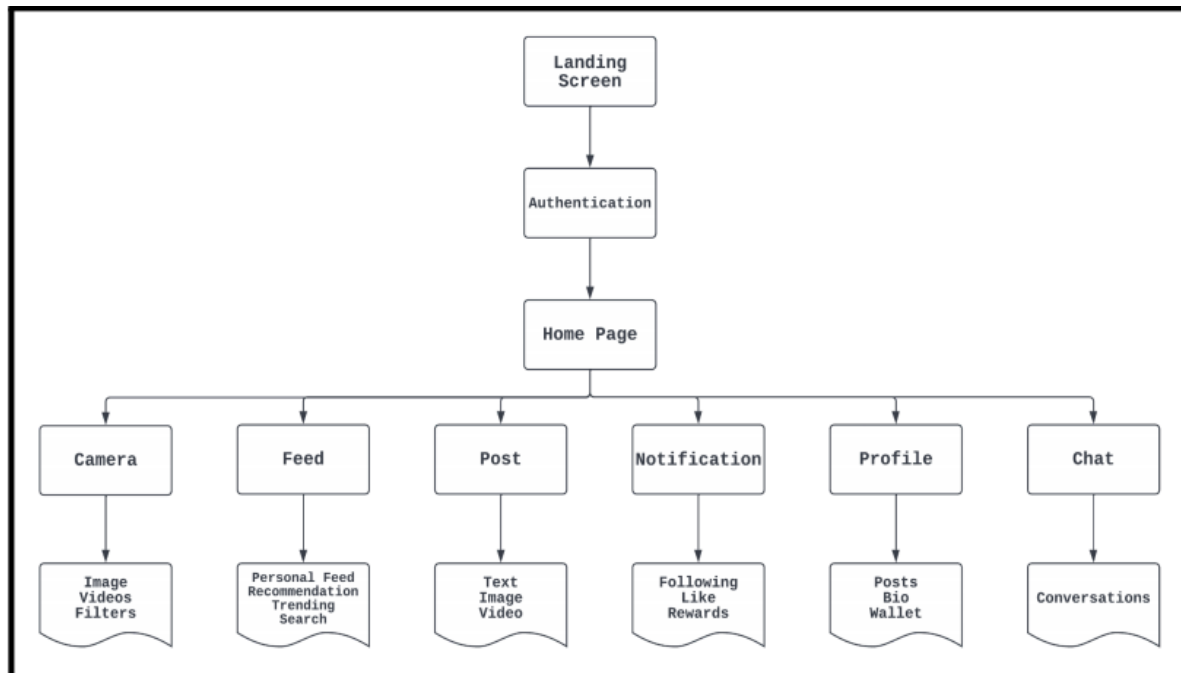 Landing
Screen
Authentication
Home Page
Camera
Feed
Post
Notification
Profile
Chat
Image
Videos
Filters
Personal Feed
Recommendation
Trending
Search
Text
Image
Video
Following
Like
Rewards
Posts
Bio
Wallet
Conversations